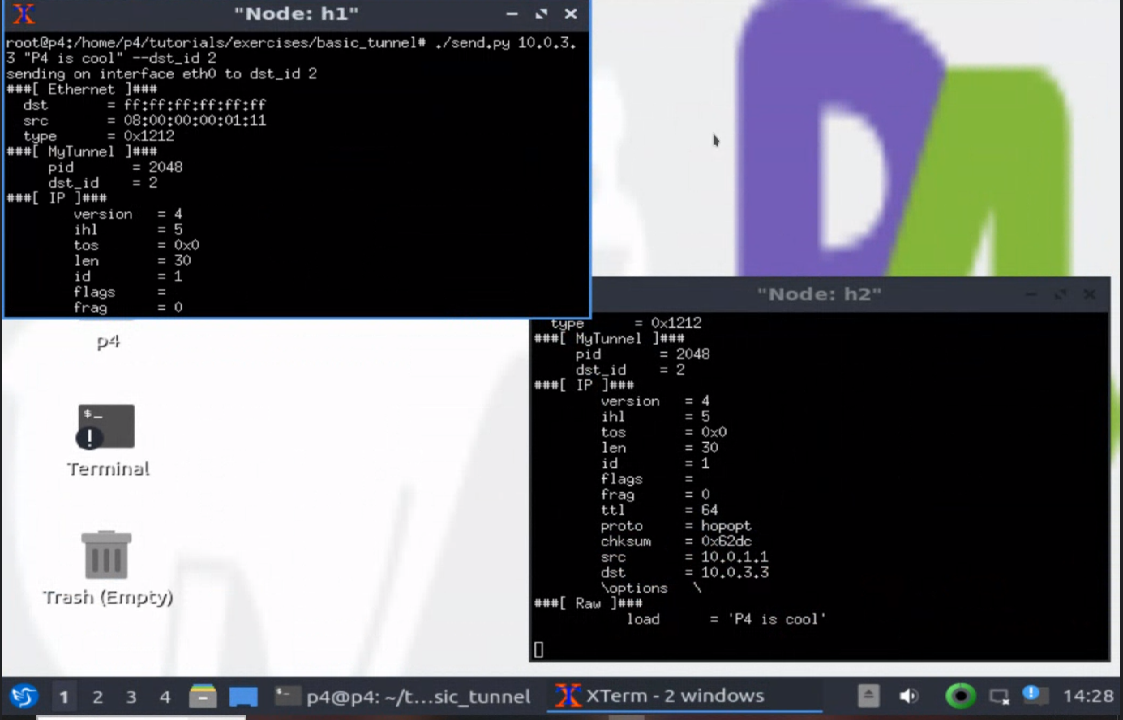 "Node: h1"
root@p4:/home/p4/tutorials/exercises/basic_tunnel# ./send.py 10.0.3.
3 "P4 is cool" --dst_id 2
sending on interface eth0 to dst_id 2
###[ Ethernet ]###
dst = ff:ff:ff:ff:ff:ff
src = 08:00:00:00:01:11
type = 0x1212
###[ MyTunnel ]###
pid = 2048
dst_id = 2
###[ IP ]###
version = 4
ihl = 5
tos = 0x0
len = 30
id = 1
flags =
frag = 0
P4
"Node: h2"
type = 0x1212
###[ MyTunnel ]###
pid = 2048
dst_id = 2
###[ IP ]###
version = 4
ihl = 5
tos = 0x0
len = 30
id = 1
flags =
frag = 0
ttl = 64
proto = hopopt
chksum = 0x62dc
src = 10.0.1.1
dst = 10.0.3.3
\options \
###[ Raw ]###
load = 'P4 is cool'
p4
$_
Terminal
Trash (Empty)
1 2 3 4 p4@p4: ~/t...sic_tunnel XTerm - 2 windows 14:28